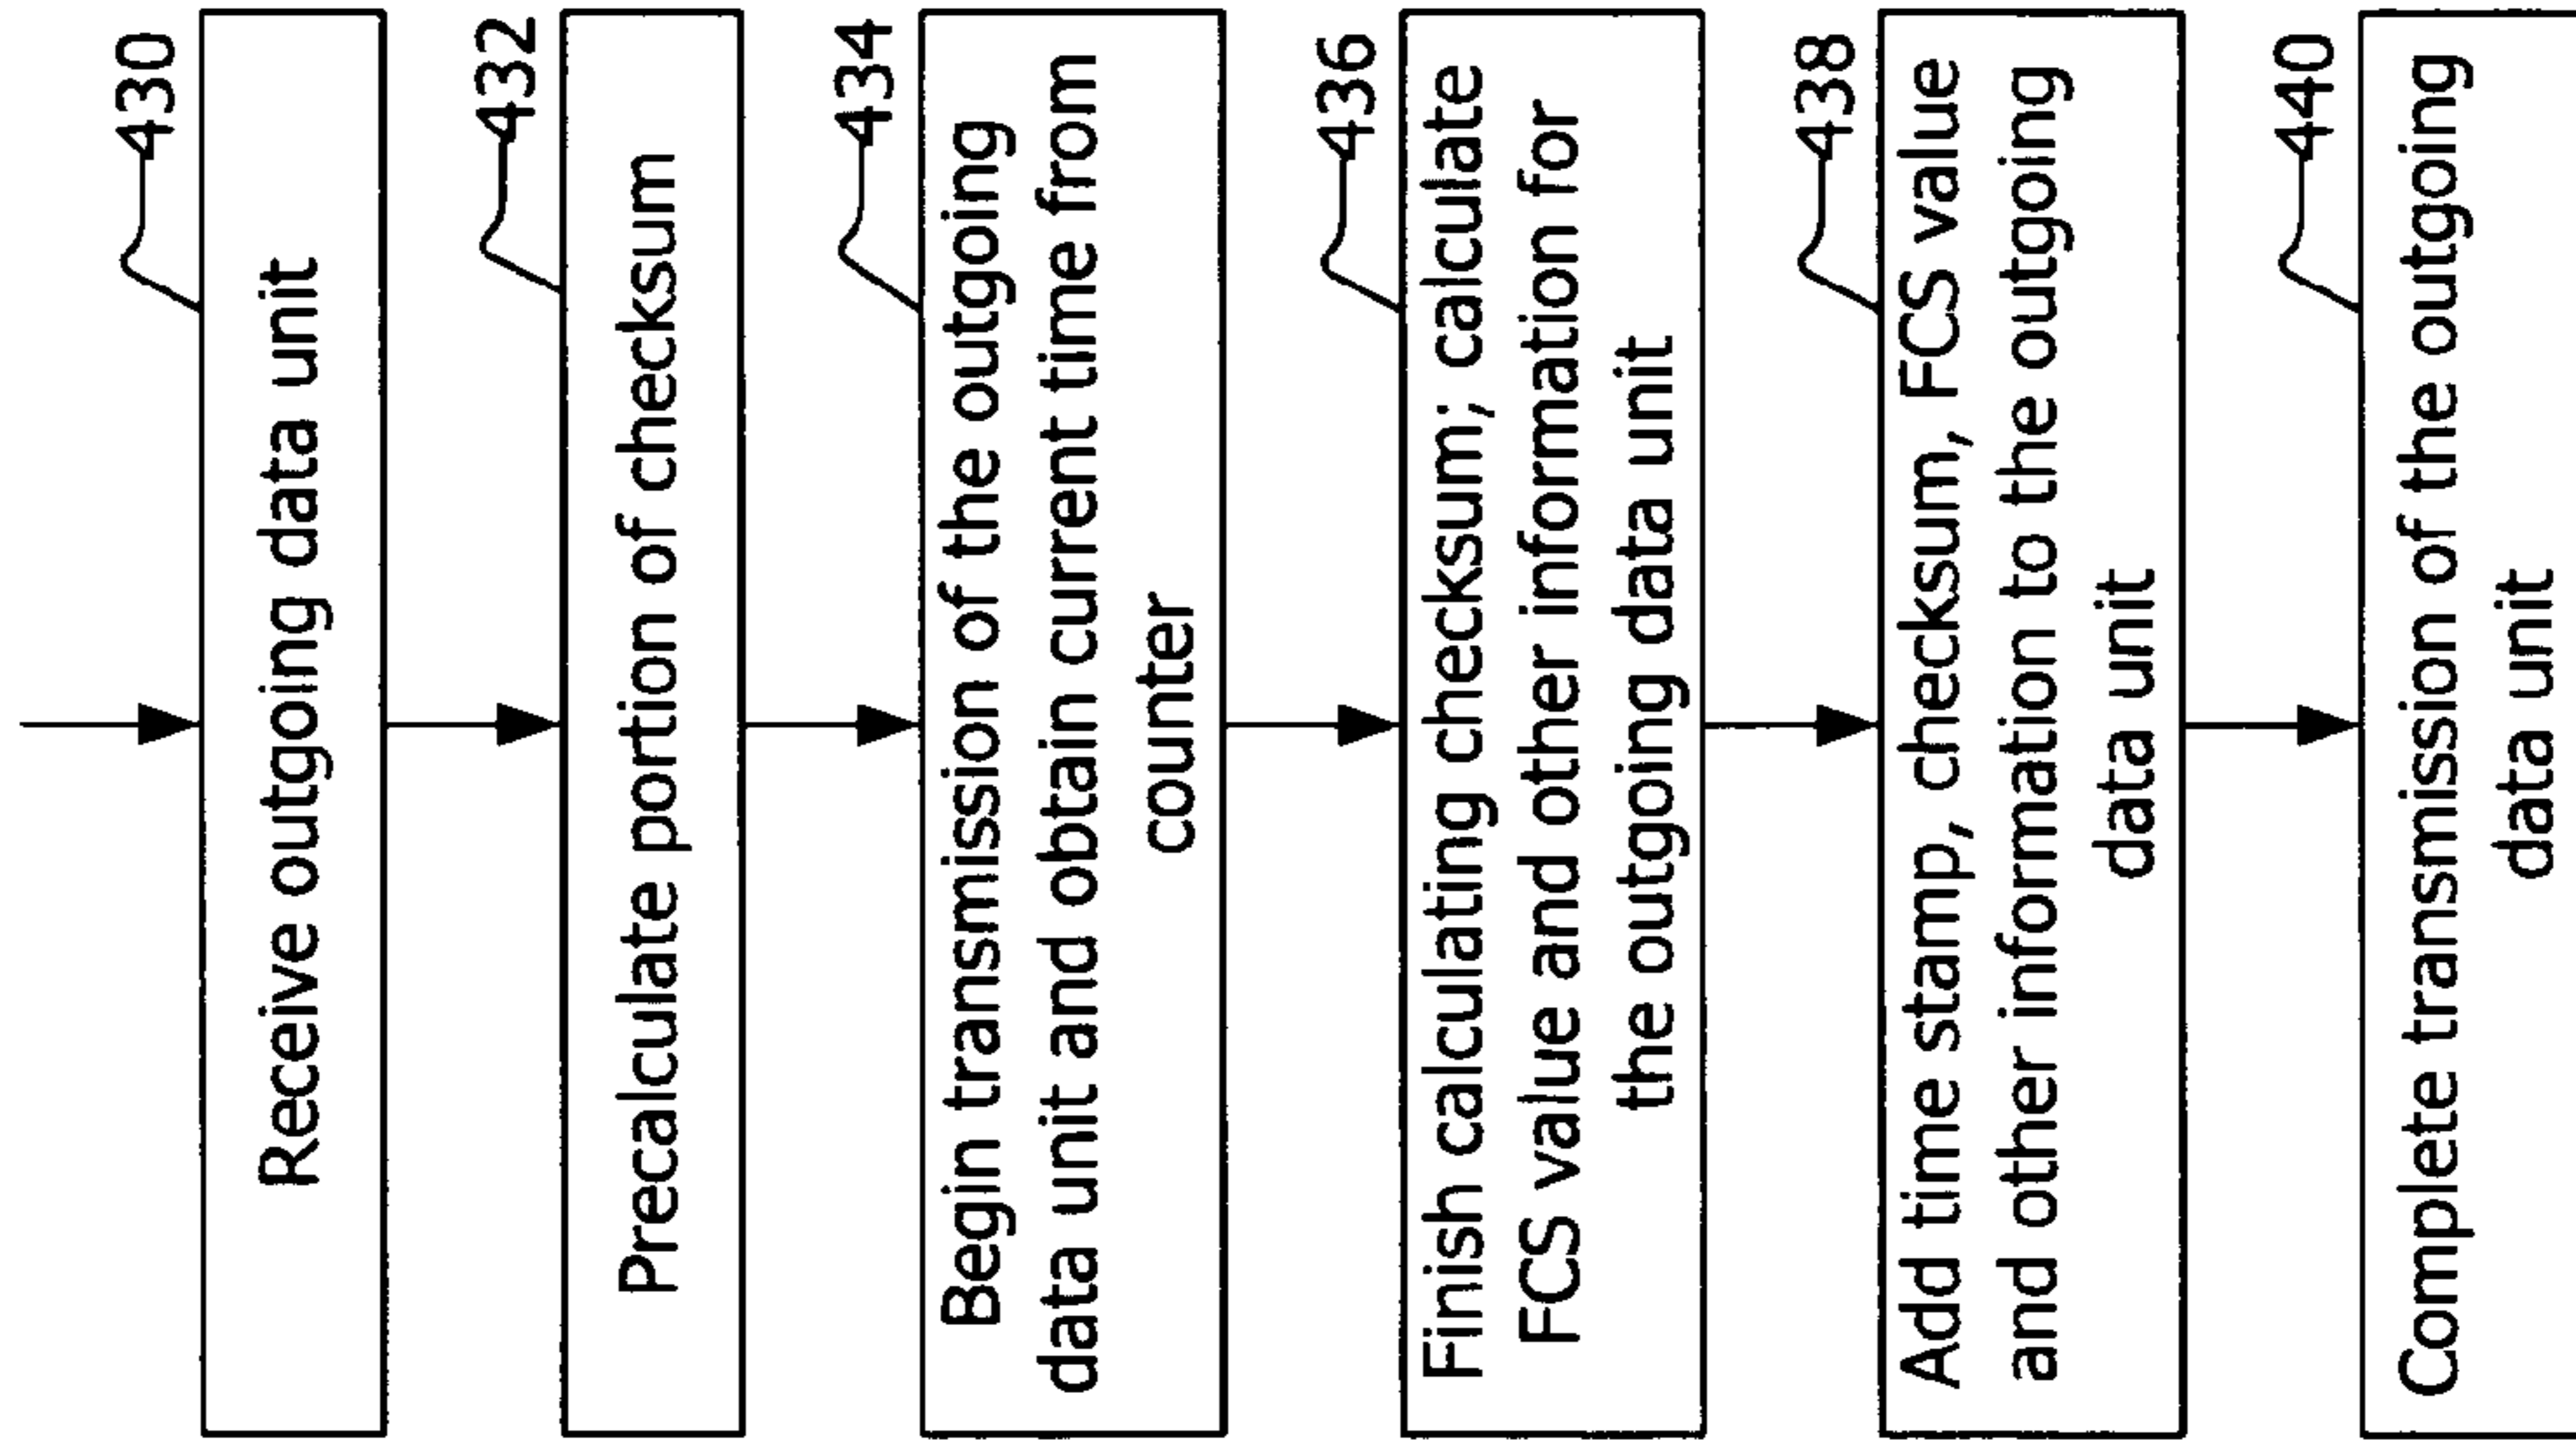 430
Receive outgoing data unit
432
Precalculate portion of checksum
434
Begin transmission of the outgoing
data unit and obtain current time from
counter
436
Finish calculating checksum; calculate
FCS value and other information for
the outgoing data unit
438
Add time stamp, checksum, FCS value
and other information to the outgoing
data unit
440
Complete transmission of the outgoing
data unit